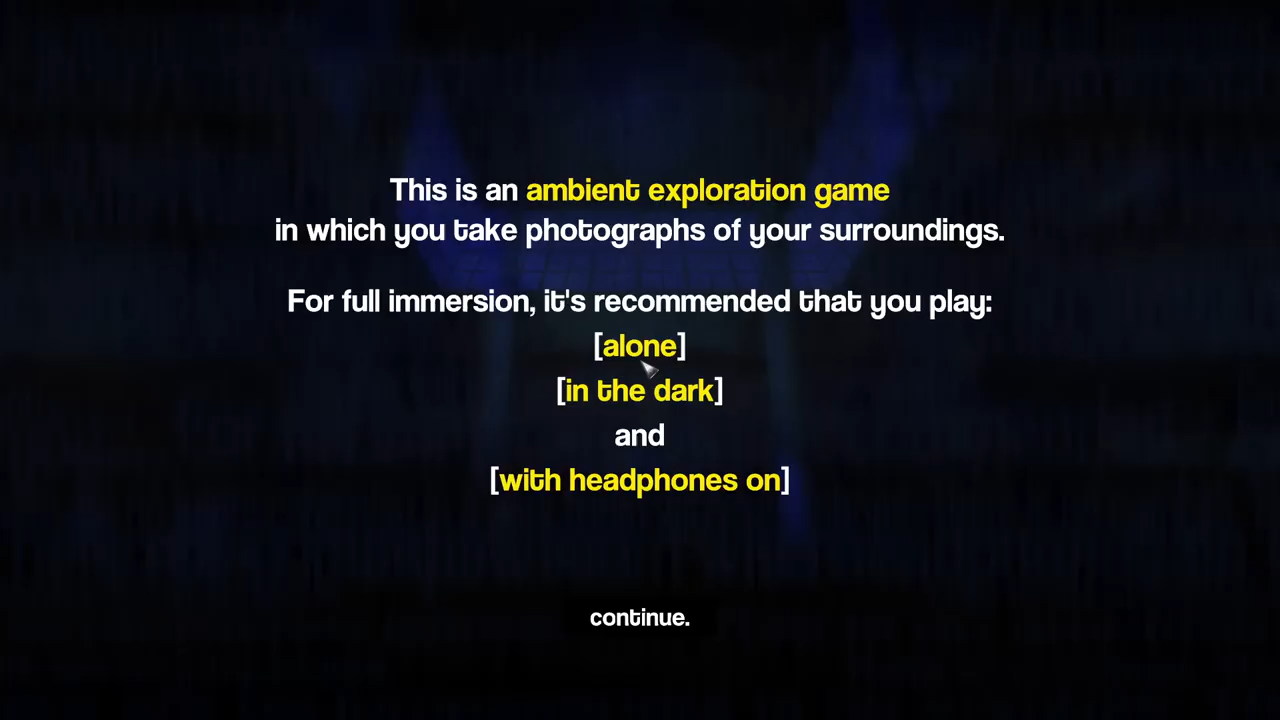 This is an ambient exploration game
in which you take photographs of your surroundings.
For full immersion, it's recommended that you play:
[alone]
[in the dark]
and
[with headphones on]
continue.